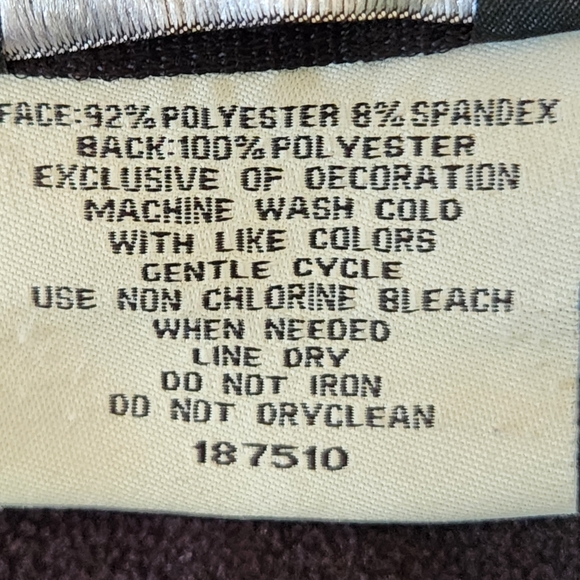 FACE:92% POLYESTER 8% SPANDEX
BACK:100% POLYESTER
EXCLUSIVE OF DECORATION
MACHINE WASH COLD
WITH LIKE COLORS
GENTLE CYCLE
USE NON CHLORINE BLEACH
WHEN NEEDED
LINE DRY
DO NOT IRON
DO NOT DRYCLEAN
187510